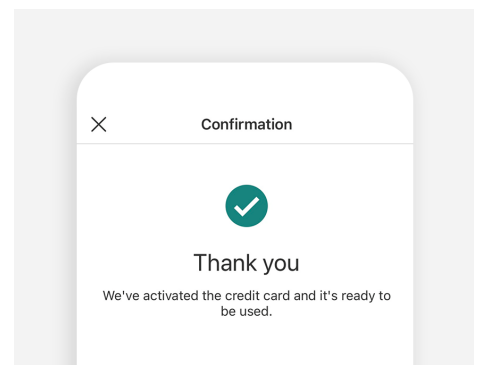 Confirmation
Thank you
We've activated the credit card and it's ready to
be used.